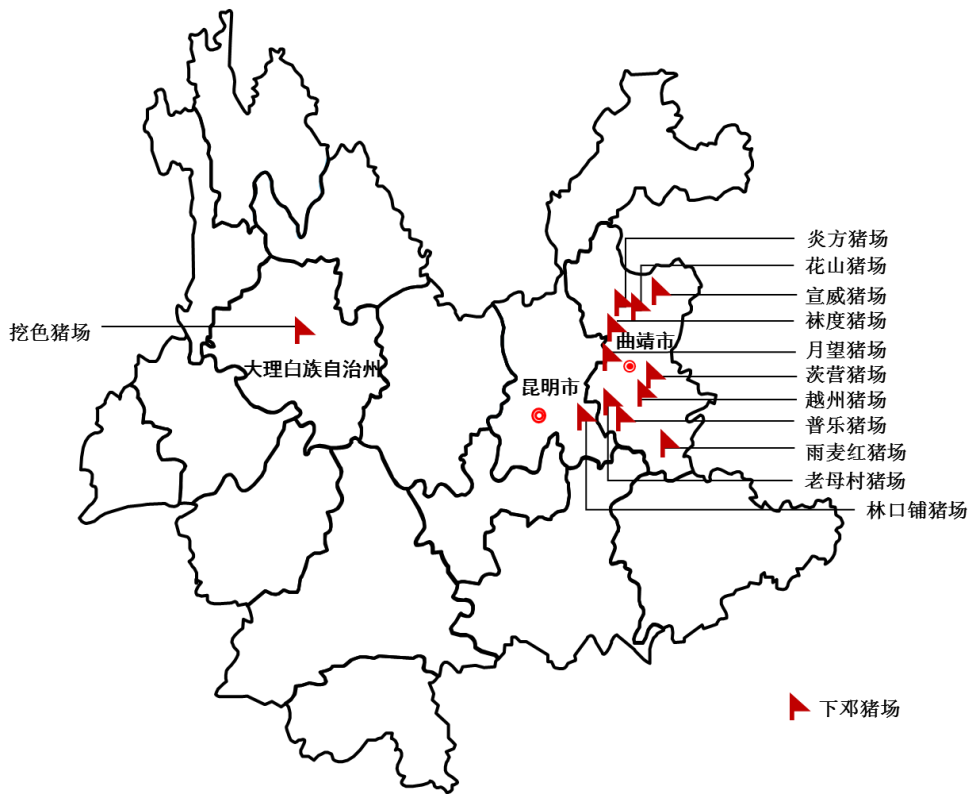 炎方猪场
花山猪场
宣威猪场
袜度猪场
挖色猪场
曲靖市
月望猪场
大理白族自治州
茨营猪场
昆明市
越州猪场
普乐猪场
雨麦红猪场
老母村猪场
林口铺猪场
下邓猪场